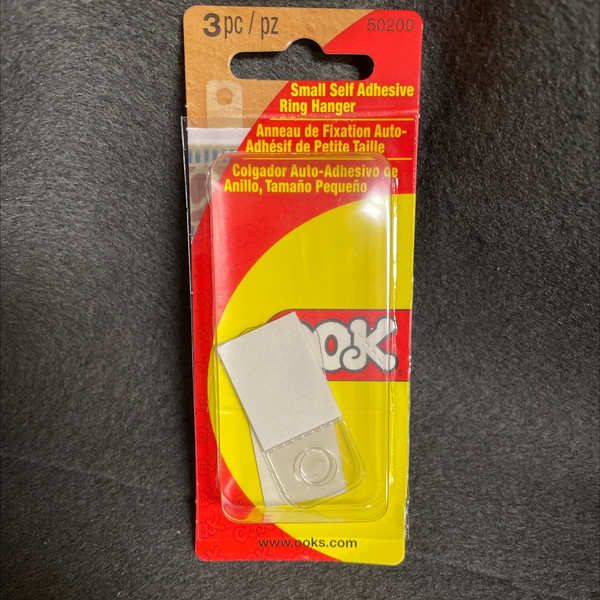 3pc / pz
50200
Small Self Adhesive
Ring Hanger
Anneau de Fixation Auto-
Adhésif de Petite Taille
Colgador Auto-Adhesivo de
Anillo, Tamaño Pequeño
OOK
www.ooks.com